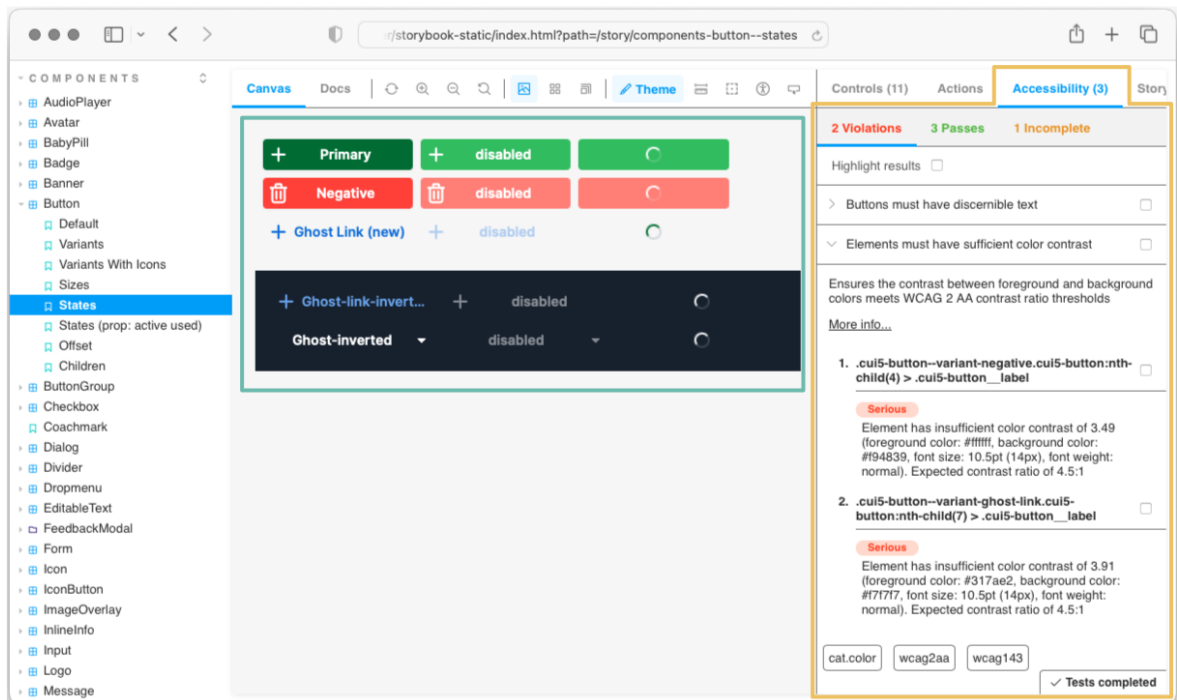 /storybook-static/index.html?path=/story/components-button--states
COMPONENTS
AudioPlayer
Avatar
BabyPill
Badge
Banner
Button
Default
Variants
Variants With Icons
Sizes
States
States (prop: active used)
Offset
Children
ButtonGroup
Checkbox
Coachmark
Dialog
Divider
Dropmenu
EditableText
FeedbackModal
Form
Icon
IconButton
ImageOverlay
InlineInfo
Input
Logo
Message
Canvas
Docs
Theme
Primary
disabled
Negative
disabled
Ghost Link (new)
disabled
Ghost-link-invert...
disabled
Ghost-inverted
disabled
Controls (11)
Actions
Accessibility (3)
Story
2 Violations
3 Passes
1 Incomplete
Highlight results
Buttons must have discernible text
Elements must have sufficient color contrast
Ensures the contrast between foreground and background
colors meets WCAG 2 AA contrast ratio thresholds
More info...
1. .cui5-button--variant-negative.cui5-button:nth-
child(4) > .cui5-button__label
Serious
Element has insufficient color contrast of 3.49
(foreground color: #ffffff, background color:
#f94839, font size: 10.5pt (14px), font weight:
normal). Expected contrast ratio of 4.5:1
2. .cui5-button--variant-ghost-link.cui5-
button:nth-child(7) > .cui5-button__label
Serious
Element has insufficient color contrast of 3.91
(foreground color: #317ae2, background color:
#f7f7f7, font size: 10.5pt (14px), font weight:
normal). Expected contrast ratio of 4.5:1
cat.color
wcag2aa
wcag143
Tests completed